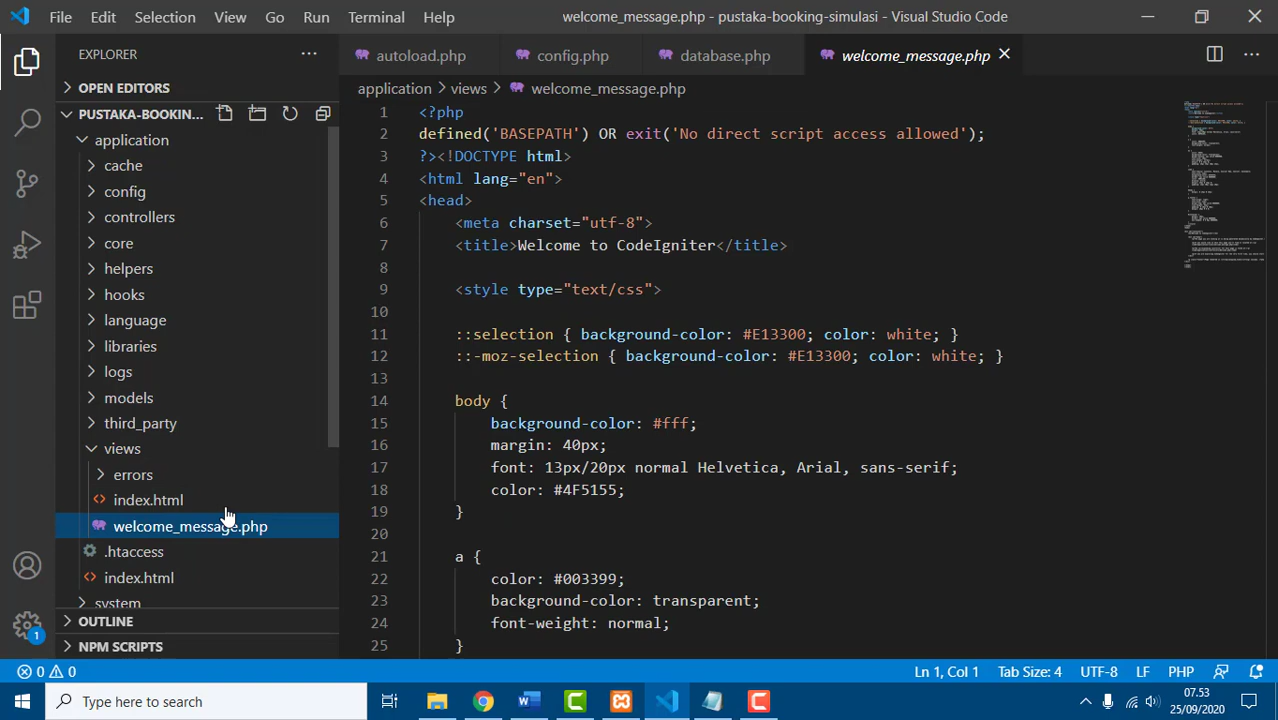 File Edit Selection View Go Run Terminal Help welcome_message.php - pustaka-booking-simulasi - Visual Studio Code
EXPLORER
autoload.php config.php database.php welcome_message.php
OPEN EDITORS
application > views > welcome_message.php
PUSTAKA-BOOKIN...
application
cache
config
controllers
core
helpers
hooks
language
libraries
logs
models
third_party
views
errors
index.html
welcome_message.php
.htaccess
index.html
system
OUTLINE
NPM SCRIPTS
1 <?php
2 defined('BASEPATH') OR exit('No direct script access allowed');
3 ?><!DOCTYPE html>
4 <html lang="en">
5 <head>
6 <meta charset="utf-8">
7 <title>Welcome to CodeIgniter</title>
8
9 <style type="text/css">
10
11 ::selection { background-color: #E13300; color: white; }
12 ::-moz-selection { background-color: #E13300; color: white; }
13
14 body {
15 background-color: #fff;
16 margin: 40px;
17 font: 13px/20px normal Helvetica, Arial, sans-serif;
18 color: #4F5155;
19 }
20
21 a {
22 color: #003399;
23 background-color: transparent;
24 font-weight: normal;
25 }
1
0 0 Ln 1, Col 1 Tab Size: 4 UTF-8 LF PHP
Type here to search
07.53
25/09/2020